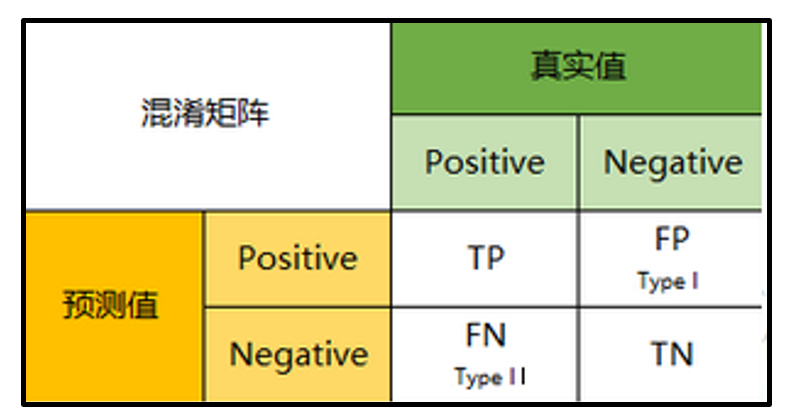 混淆矩阵
真实值
Positive Negative
预测值
Positive TP FP
Type I
Negative FN TN
Type II